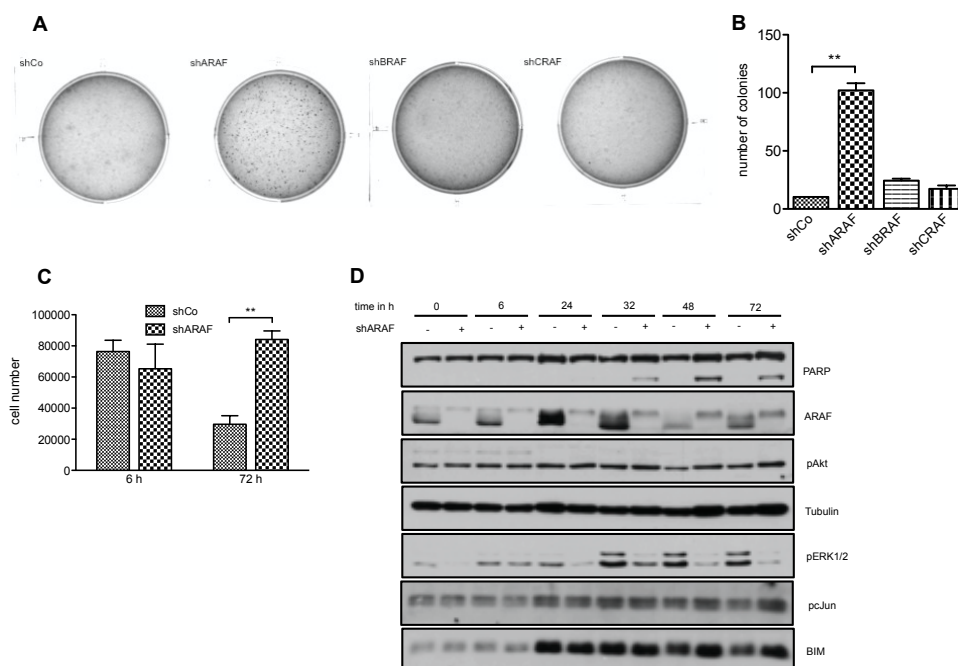 A
shCo
shARAF
shBRAF
shCRAF
B
150
100
50
0
number of colonies
**
shCo
shARAF
shBRAF
shCRAF
C
shCo
shARAF
**
100000
80000
60000
40000
20000
0
cell number
6 h
72 h
D
time in h 0 6 24 32 48 72
shARAF - + - + - + - + - + - +
PARP
ARAF
pAkt
Tubulin
pERK1/2
pcJun
BIM